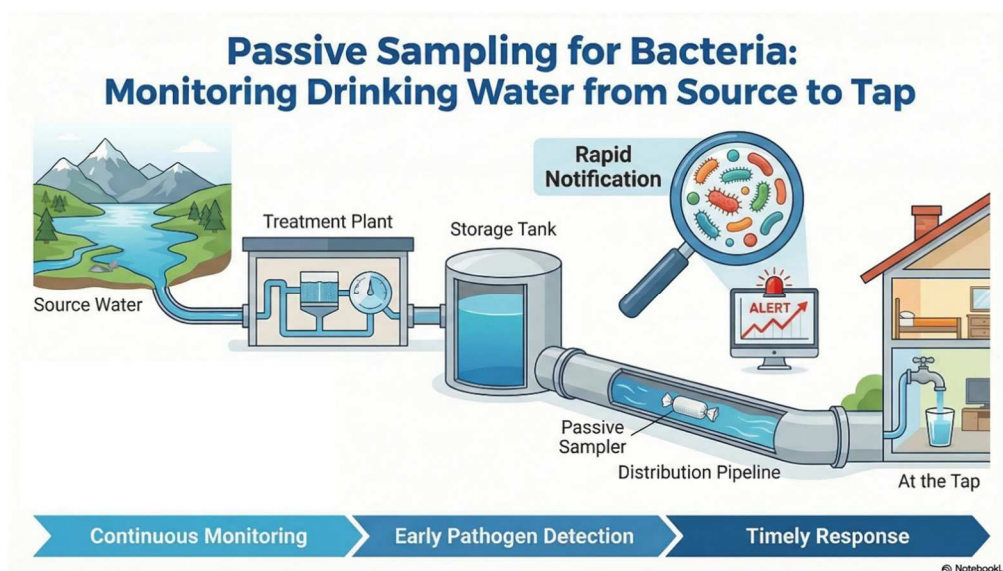 Passive Sampling for Bacteria:
Monitoring Drinking Water from Source to Tap
Rapid
Notification
Treatment Plant
Storage Tank
Source Water
ALERT
Passive
Sampler
Distribution Pipeline
At the Tap
Continuous Monitoring
Early Pathogen Detection
Timely Response